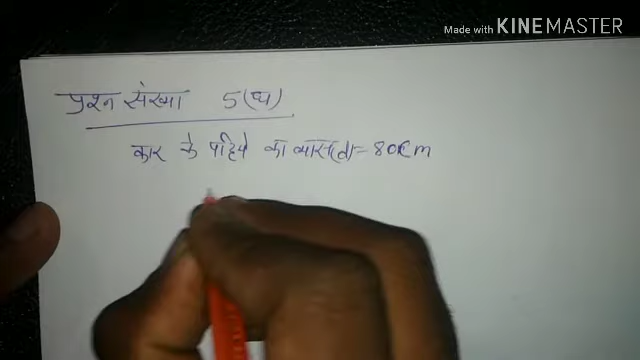 Made with KINEMASTER
प्रश्न संख्या 5(घ)
कार के पहिये का व्यास(d)=80cm